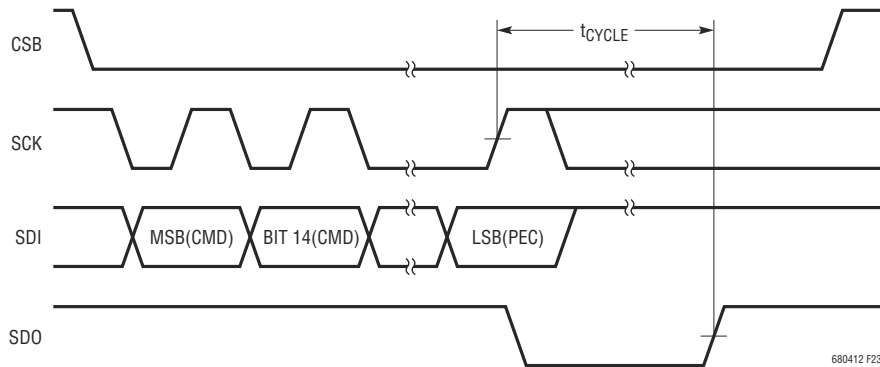 CSB
tCYCLE
SCK
SDI
MSB(CMD)
BIT 14(CMD)
LSB(PEC)
SDO
680412 F23